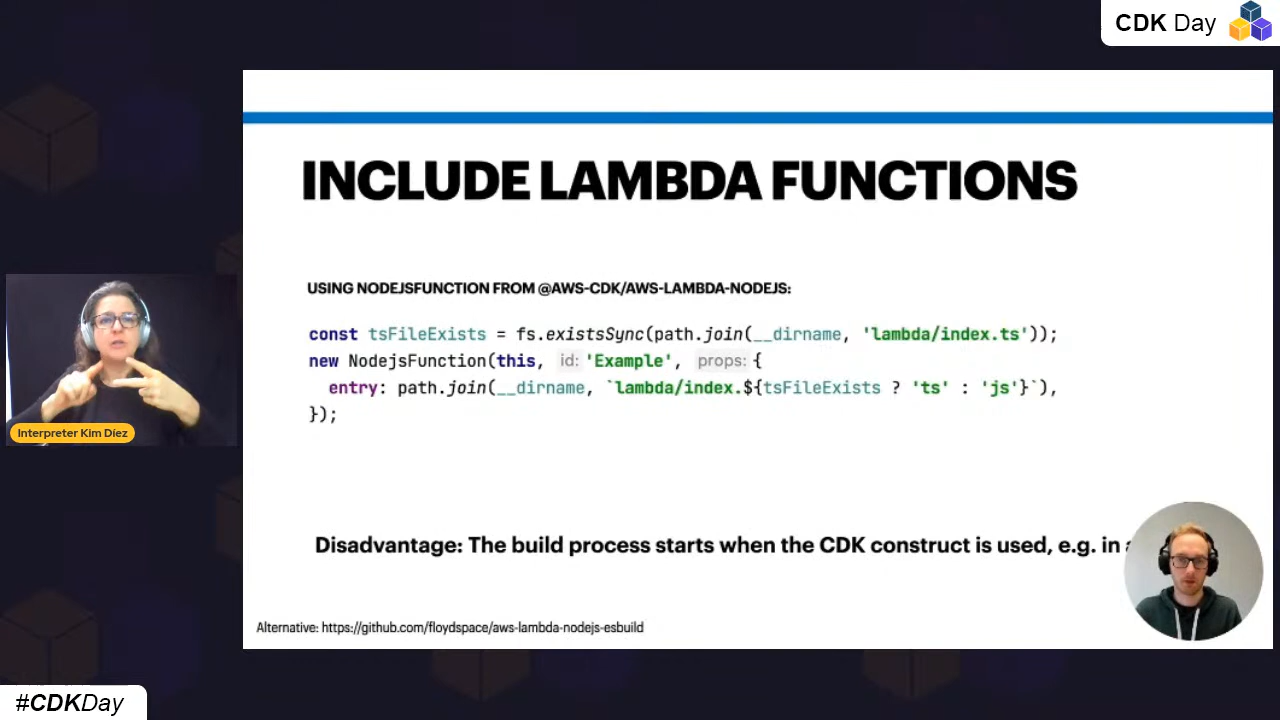 CDK Day
INCLUDE LAMBDA FUNCTIONS
USING NODEJSFUNCTION FROM @AWS-CDK/AWS-LAMBDA-NODEJS:
const tsFileExists = fs.existsSync(path.join(__dirname, 'lambda/index.ts'));
new NodejsFunction(this, id: 'Example', props: {
entry: path.join(__dirname, `lambda/index.${tsFileExists ? 'ts' : 'js'}`),
});
Interpreter Kim Díez
Disadvantage: The build process starts when the CDK construct is used, e.g. in
Alternative: https://github.com/floydspace/aws-lambda-nodejs-esbuild
#CDKDay